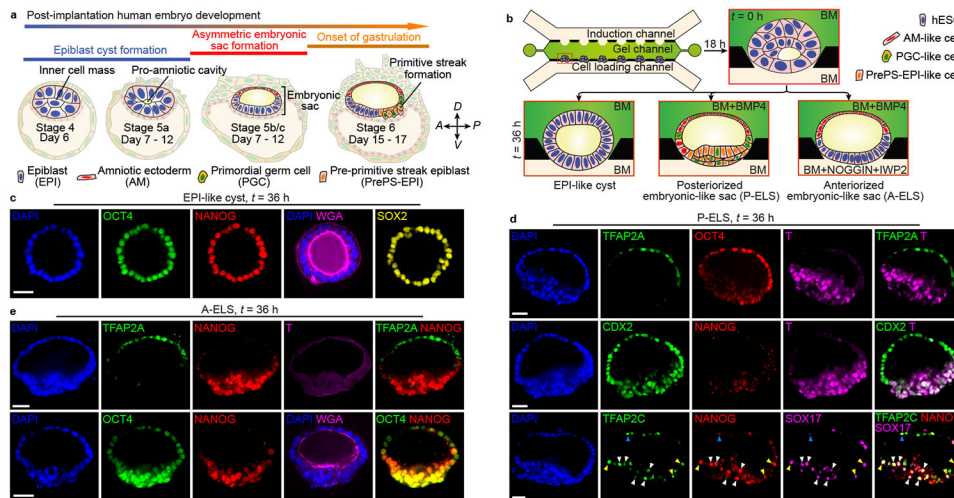 a
Post-implantation human embryo development
Epiblast cyst formation
Asymmetric embryonic
sac formation
Onset of gastrulation
Inner cell mass
Pro-amniotic cavity
Primitive streak
formation
Embryonic
sac
Stage 4
Day 6
Stage 5a
Day 7 - 12
Stage 5b/c
Day 7 - 12
Stage 6
Day 15 - 17
D
A
P
V
Epiblast
(EPI)
Amniotic ectoderm
(AM)
Primordial germ cell
(PGC)
Pre-primitive streak epiblast
(PrePS-EPI)
b
Induction channel
Gel channel
Cell loading channel
18 h
t = 0 h
BM
BM
hESC
AM-like ce
PGC-like ce
PrePS-EPI-like ce
t = 36 h
BM
BM
EPI-like cyst
BM+BMP4
BM
Posteriorized
embryonic-like sac (P-ELS)
BM+BMP4
BM+NOGGIN+IWP2
Anteriorized
embryonic-like sac (A-ELS)
c
EPI-like cyst, t = 36 h
DAPI
OCT4
NANOG
DAPI WGA
SOX2
d
P-ELS, t = 36 h
DAPI
TFAP2A
OCT4
T
TFAP2A T
DAPI
CDX2
NANOG
T
CDX2 T
DAPI
TFAP2C
NANOG
SOX17
TFAP2C NANO
SOX17
e
A-ELS, t = 36 h
DAPI
TFAP2A
NANOG
T
TFAP2A NANOG
DAPI
OCT4
NANOG
DAPI WGA
OCT4 NANOG